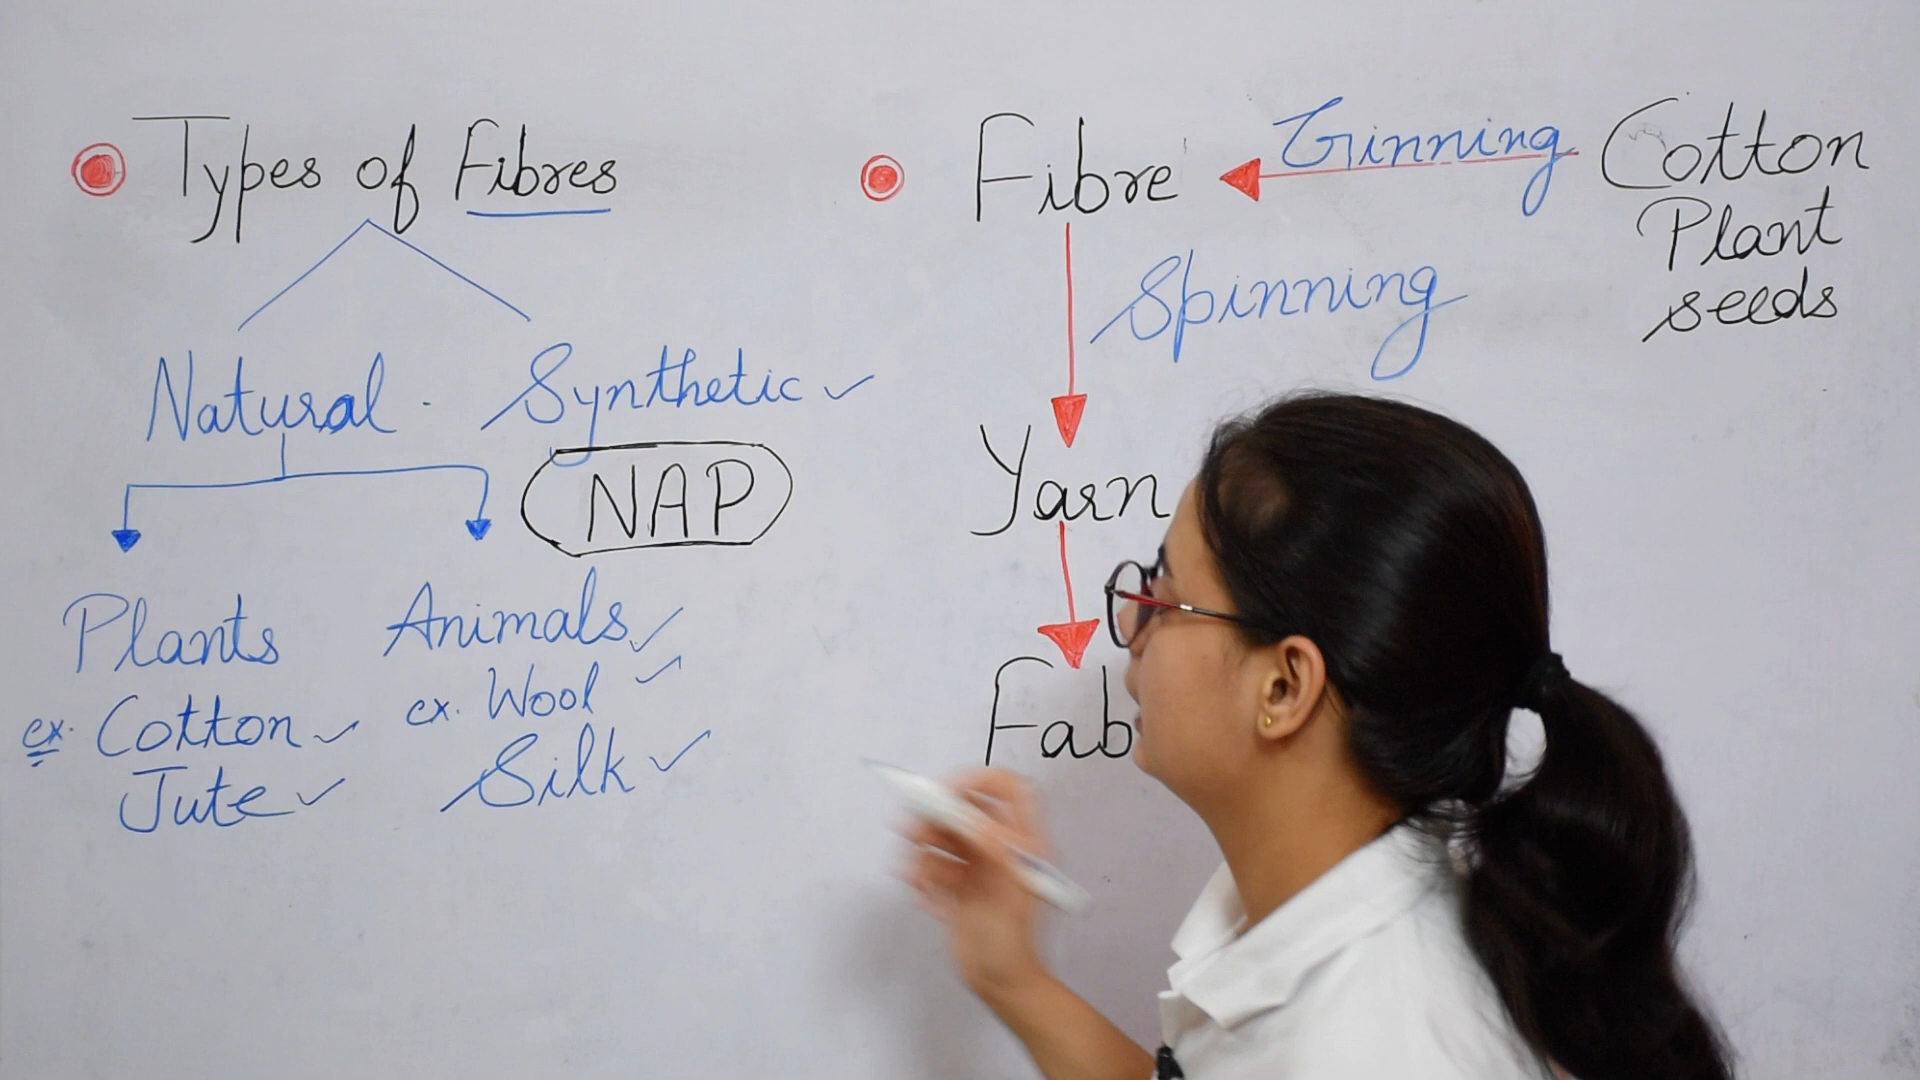 Types of Fibres
Natural
Synthetic
NAP
Plants
Animals
ex. Cotton
ex. Wool
Jute
Silk
Fibre
Ginning
Cotton
Plant
seeds
Spinning
Yarn
Fab